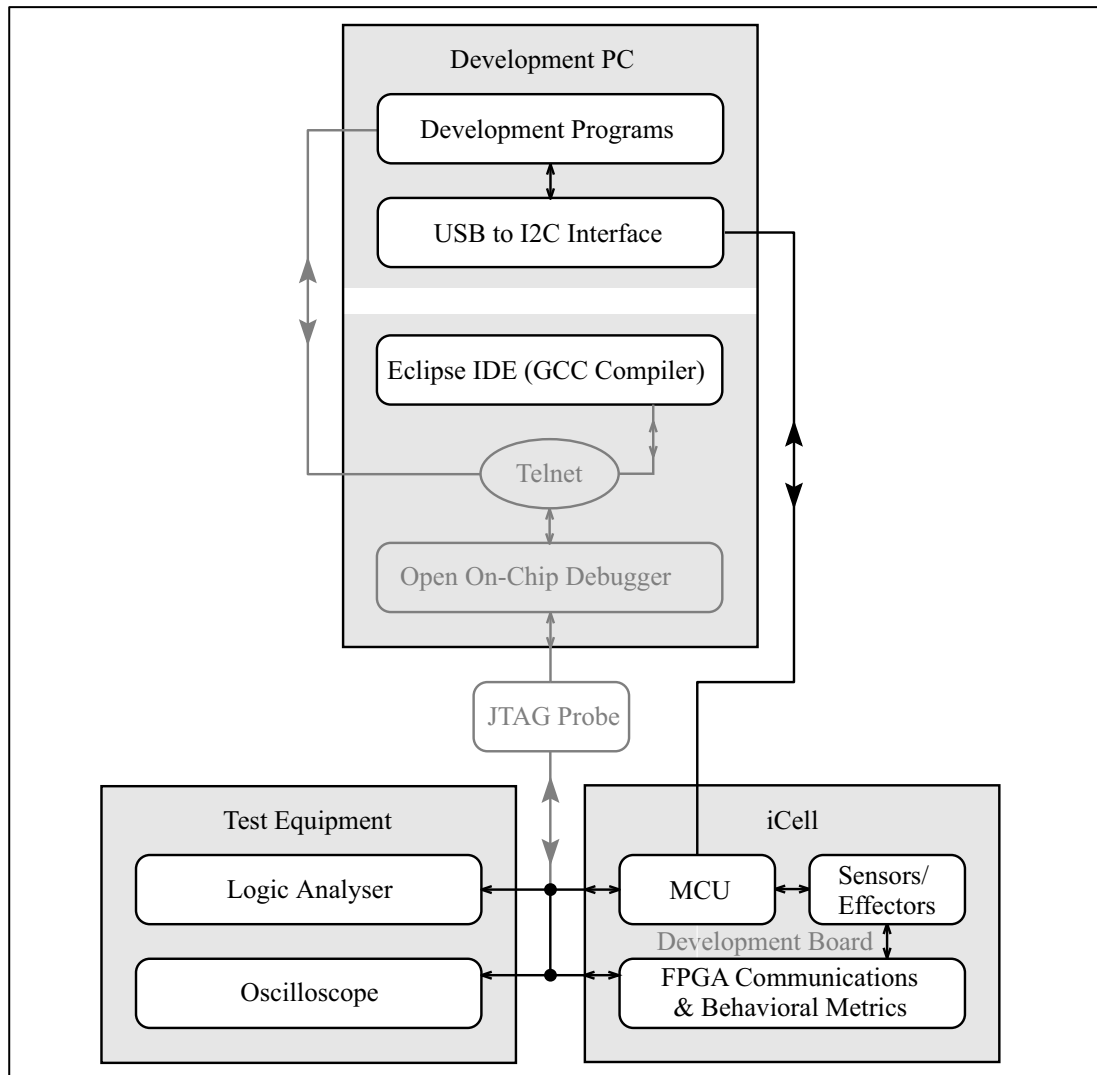 Development PC
Development Programs
USB to I2C Interface
Eclipse IDE (GCC Compiler)
Telnet
Open On-Chip Debugger
JTAG Probe
Test Equipment
Logic Analyser
Oscilloscope
iCell
MCU
Sensors/
Effectors
Development Board
FPGA Communications
& Behavioral Metrics